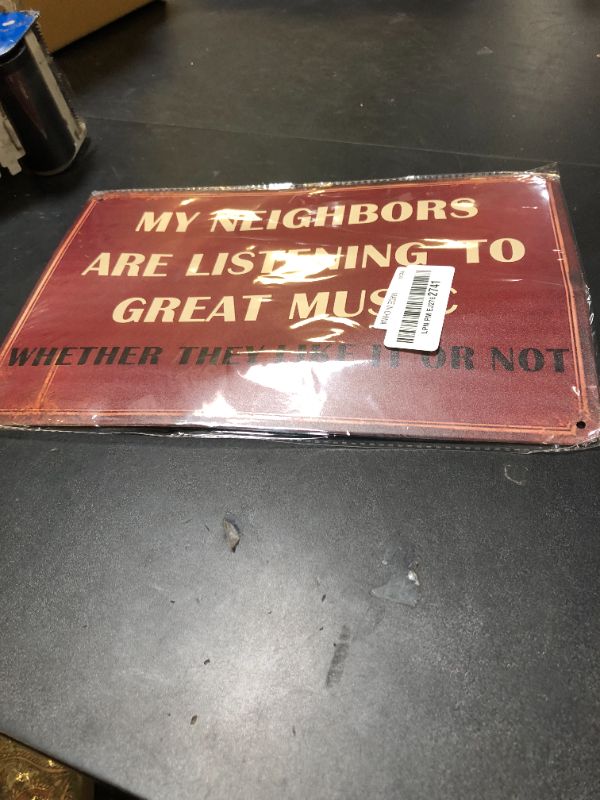 MY NEIGHBORS
ARE LISTENING TO
GREAT MUSIC
WHETHER THEY LIKE IT OR NOT